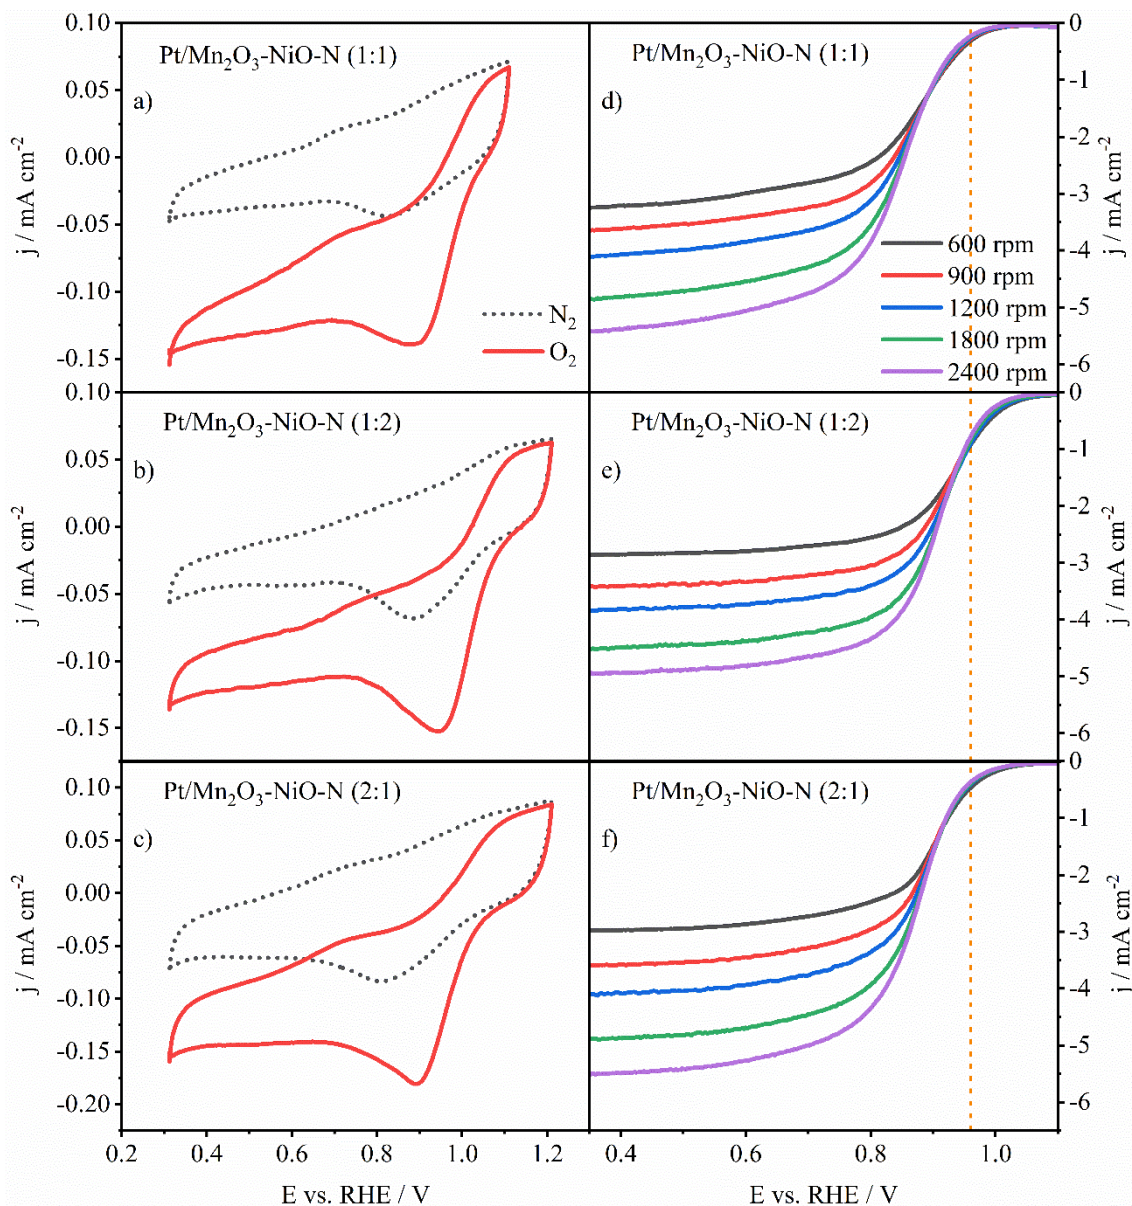 Pt/Mn₂O₃-NiO-N (1:1)
a)
0.10
0.05
0.00
-0.05
-0.10
-0.15
j / mA cm⁻²
N₂
O₂
Pt/Mn₂O₃-NiO-N (1:1)
d)
0
-1
-2
-3
-4
-5
-6
j / mA cm⁻²
600 rpm
900 rpm
1200 rpm
1800 rpm
2400 rpm
Pt/Mn₂O₃-NiO-N (1:2)
b)
0.10
0.05
0.00
-0.05
-0.10
-0.15
j / mA cm⁻²
Pt/Mn₂O₃-NiO-N (1:2)
e)
0
-1
-2
-3
-4
-5
-6
j / mA cm⁻²
Pt/Mn₂O₃-NiO-N (2:1)
c)
0.10
0.05
0.00
-0.05
-0.10
-0.15
-0.20
j / mA cm⁻²
Pt/Mn₂O₃-NiO-N (2:1)
f)
0
-1
-2
-3
-4
-5
-6
j / mA cm⁻²
0.2 0.4 0.6 0.8 1.0 1.2
E vs. RHE / V
0.4 0.6 0.8 1.0
E vs. RHE / V